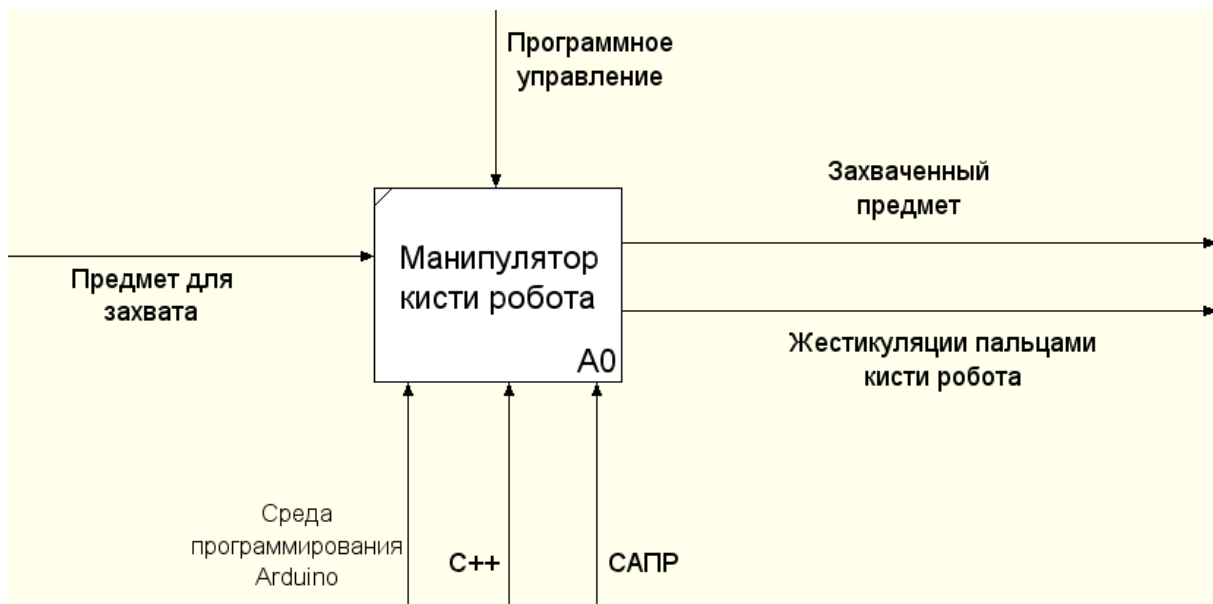 Программное
управление
Захваченный
предмет
Предмет для
захвата
Манипулятор
кисти робота
A0
Жестикуляции пальцами
кисти робота
Среда
программирования
Arduino
C++
САПР